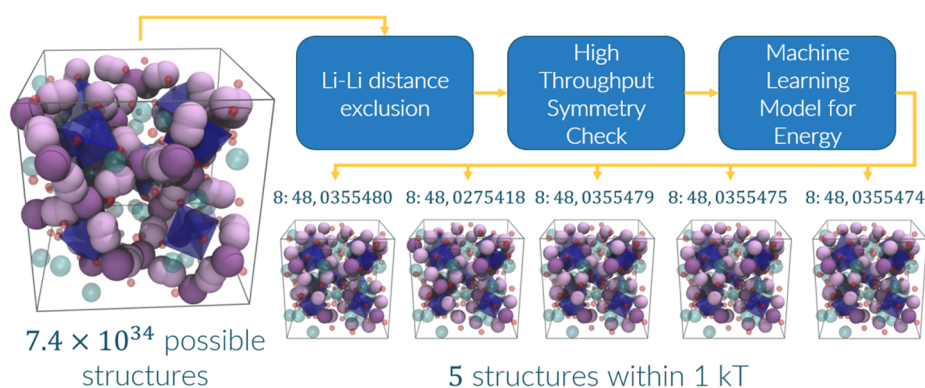 Li-Li distance
exclusion
High
Throughput
Symmetry
Check
Machine
Learning
Model for
Energy
8: 48, 0355480
8: 48, 0275418
8: 48, 0355479
8: 48, 0355475
8: 48, 0355474
7.4 × 10³⁴ possible
structures
5 structures within 1 kT